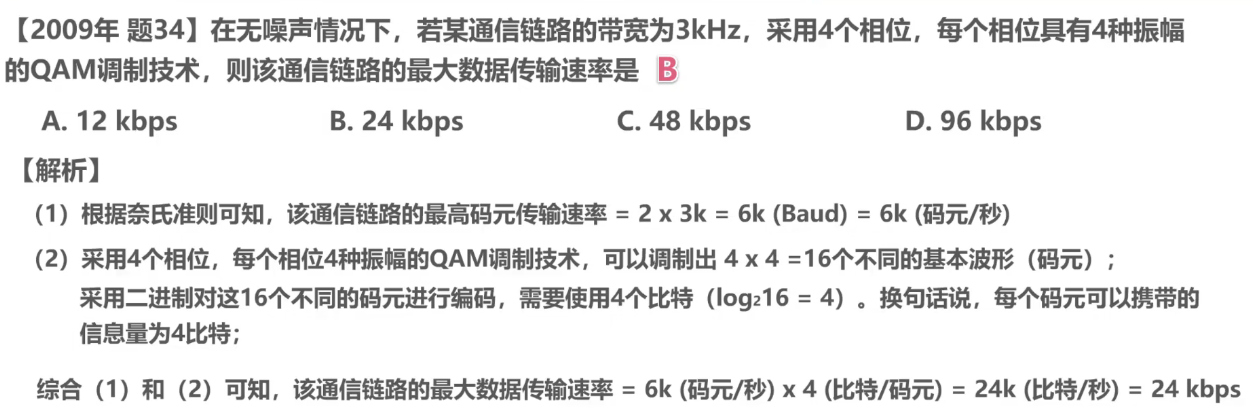 【2009年 题34】在无噪声情况下，若某通信链路的带宽为3kHz，采用4个相位，每个相位具有4种振幅
的QAM调制技术，则该通信链路的最大数据传输速率是 B
A. 12 kbps B. 24 kbps C. 48 kbps D. 96 kbps
【解析】
（1）根据奈氏准则可知，该通信链路的最高码元传输速率 = 2 x 3k = 6k (Baud) = 6k (码元/秒)
（2）采用4个相位，每个相位4种振幅的QAM调制技术，可以调制出 4 x 4 =16个不同的基本波形（码元）；
采用二进制对这16个不同的码元进行编码，需要使用4个比特（log₂16 = 4）。换句话说，每个码元可以携带的
信息量为4比特；
综合（1）和（2）可知，该通信链路的最大数据传输速率 = 6k (码元/秒) x 4 (比特/码元) = 24k (比特/秒) = 24 kbps